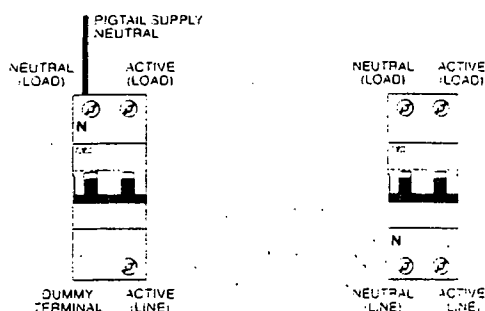 PIGTAIL SUPPLY
NEUTRAL
NEUTRAL
(LOAD)
ACTIVE
(LOAD)
NEUTRAL
(LOAD)
ACTIVE
(LOAD)
N
N
DUMMY
TERMINAL
ACTIVE
(LINE)
NEUTRAL
(LINE)
ACTIVE
(LINE)